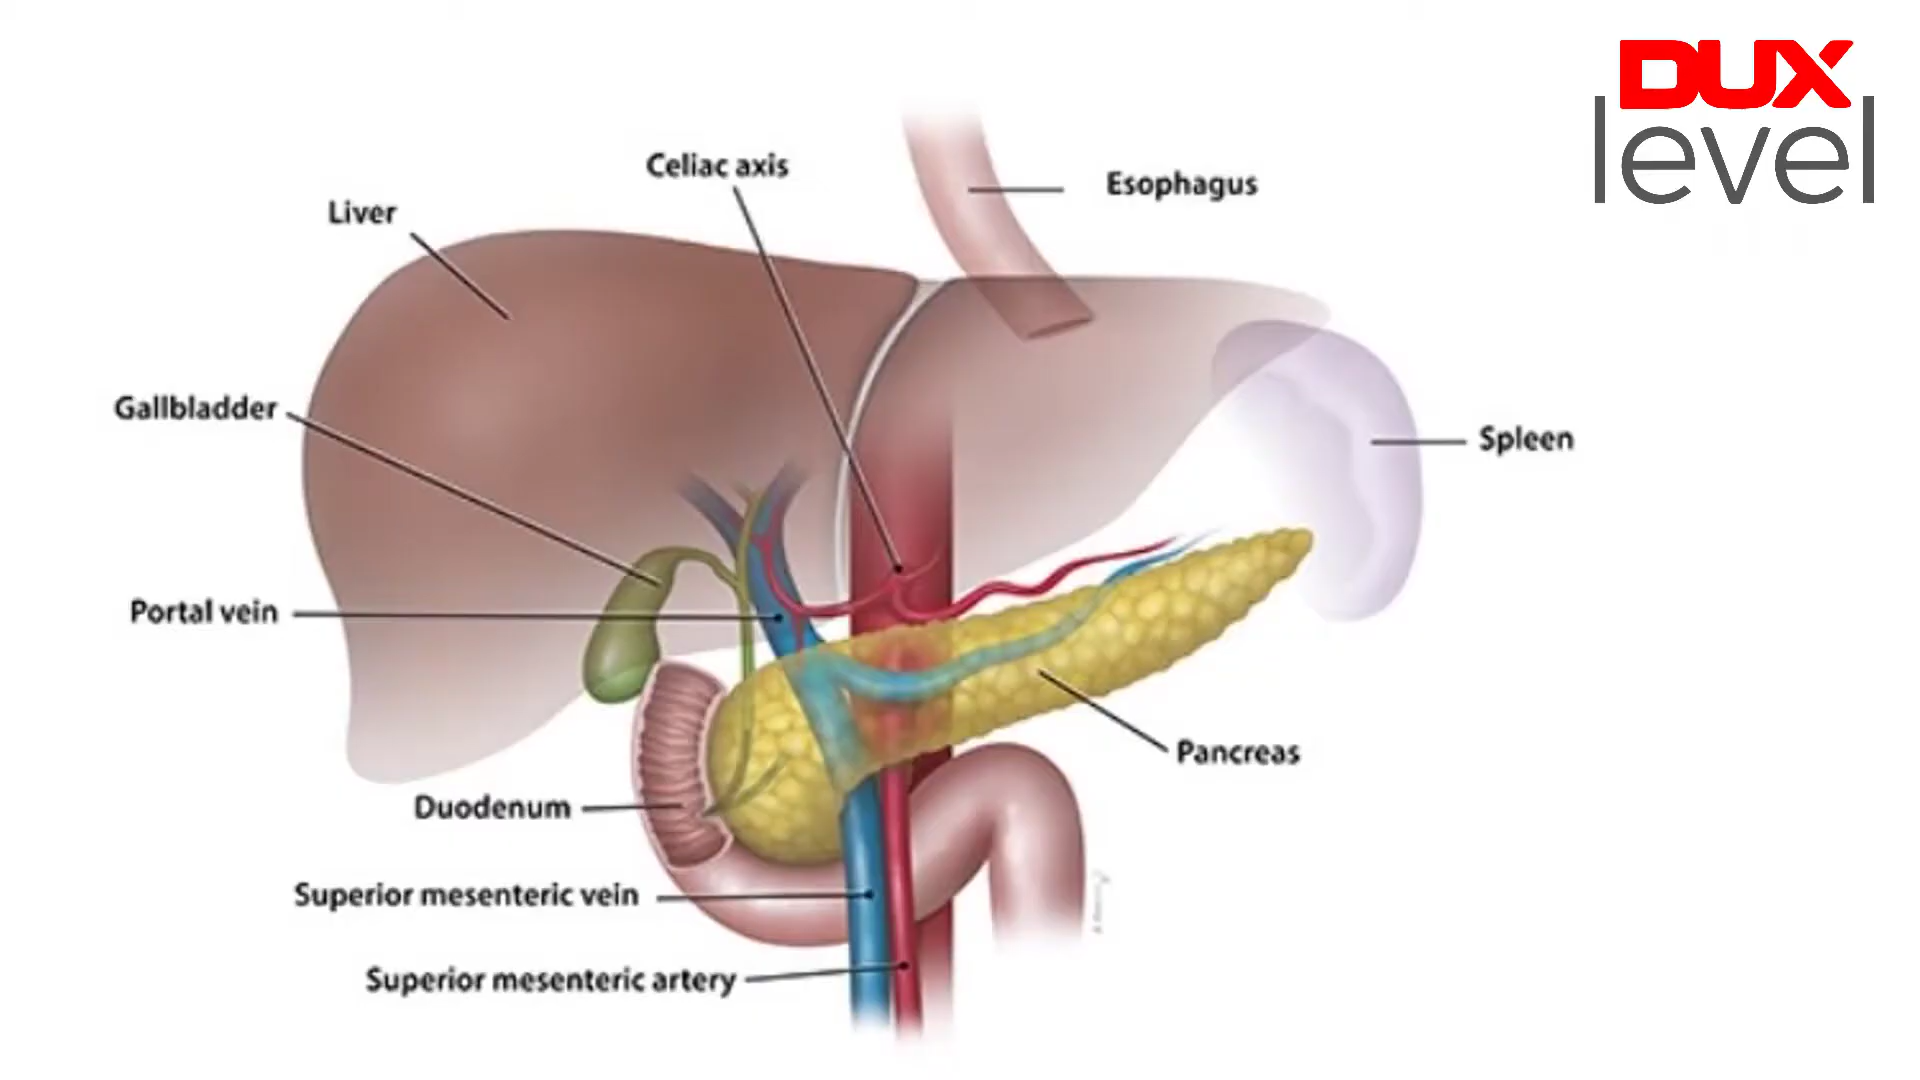 DUX
level
Celiac axis
Esophagus
Liver
Gallbladder
Spleen
Portal vein
Pancreas
Duodenum
Superior mesenteric vein
Superior mesenteric artery